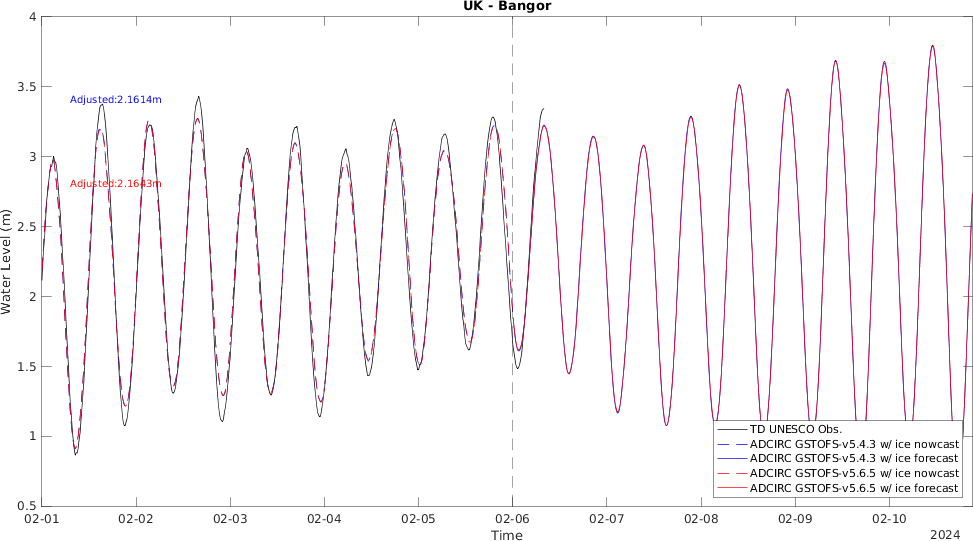 UK - Bangor
4
3.5
3
2.5
2
1.5
1
0.5
Water Level (m)
Adjusted:2.1614m
Adjusted:2.1643m
TD UNESCO Obs.
ADCIRC GSTOFS-v5.4.3 w/ ice nowcast
ADCIRC GSTOFS-v5.4.3 w/ ice forecast
ADCIRC GSTOFS-v5.6.5 w/ ice nowcast
ADCIRC GSTOFS-v5.6.5 w/ ice forecast
02-01 02-02 02-03 02-04 02-05 02-06 02-07 02-08 02-09 02-10
Time
2024